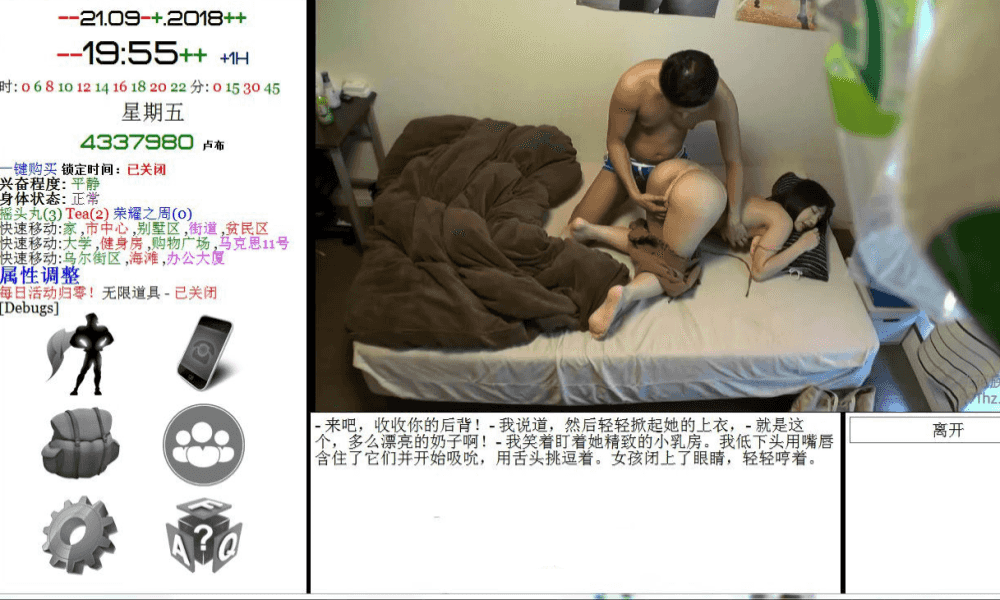 --21.09-+.2018++
--19:55++ +1H
时: 0 6 8 10 12 14 16 18 20 22 分: 0 15 30 45
星期五
4337980 卢布
一键购买 锁定时间：已关闭
兴奋程度: 平静
身体状态: 正常
摇头丸(3) Tea(2) 荣耀之周(0)
快速移动:家 ,市中心 ,别墅区 ,街道 ,贫民区
快速移动:大学 ,健身房 ,购物广场 ,马克思11号
快速移动:乌尔街区 ,海滩 ,办公大厦
属性调整
每日活动归零！无限道具 - 已关闭
[Debugs]
F
A ? Q
- 来吧，收收你的后背！- 我说道，然后轻轻掀起她的上衣，- 就是这
个，多么漂亮的奶子啊！- 我笑着盯着她精致的小乳房。我低下头用嘴唇
含住了它们并开始吸吮，用舌头挑逗着。女孩闭上了眼睛，轻轻哼着。
离开